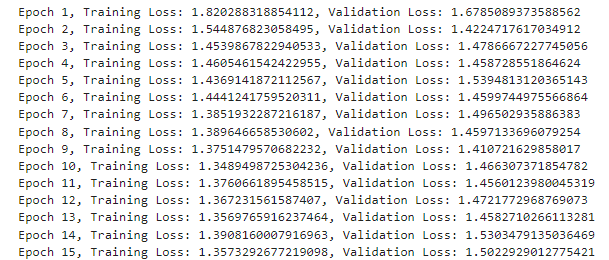 Epoch 1, Training Loss: 1.820288318854112, Validation Loss: 1.6785089373588562
Epoch 2, Training Loss: 1.544876823058495, Validation Loss: 1.4224717617034912
Epoch 3, Training Loss: 1.4539867822940533, Validation Loss: 1.4786667227745056
Epoch 4, Training Loss: 1.4605461542422955, Validation Loss: 1.458728551864624
Epoch 5, Training Loss: 1.4369141872112567, Validation Loss: 1.5394813120365143
Epoch 6, Training Loss: 1.4441241759520311, Validation Loss: 1.4599744975566864
Epoch 7, Training Loss: 1.3851932287216187, Validation Loss: 1.496502935886383
Epoch 8, Training Loss: 1.389646658530602, Validation Loss: 1.4597133696079254
Epoch 9, Training Loss: 1.3751479570682232, Validation Loss: 1.410721629858017
Epoch 10, Training Loss: 1.3489498725304236, Validation Loss: 1.466307371854782
Epoch 11, Training Loss: 1.3760661895458515, Validation Loss: 1.4560123980045319
Epoch 12, Training Loss: 1.367231561587407, Validation Loss: 1.4721772968769073
Epoch 13, Training Loss: 1.3569765916237464, Validation Loss: 1.4582710266113281
Epoch 14, Training Loss: 1.3908160007916963, Validation Loss: 1.5303479135036469
Epoch 15, Training Loss: 1.3573292677219098, Validation Loss: 1.5022929012775421